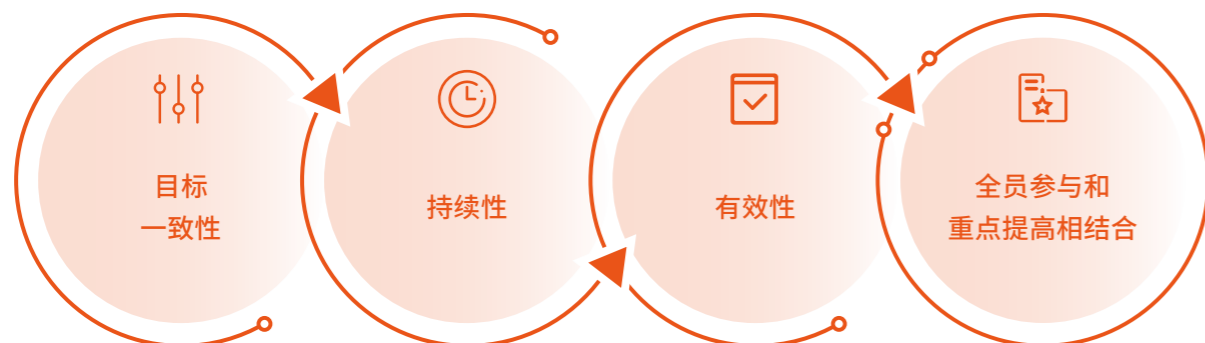 目标
一致性
持续性
有效性
全员参与和
重点提高相结合